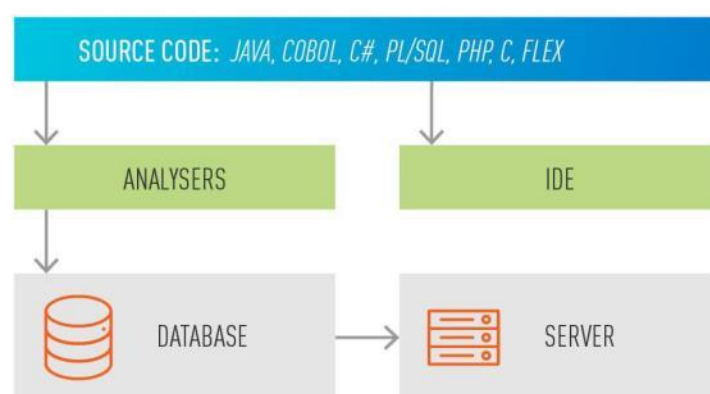 SOURCE CODE: JAVA, COBOL, C#, PL/SQL, PHP, C, FLEX
ANALYSERS
IDE
DATABASE
SERVER